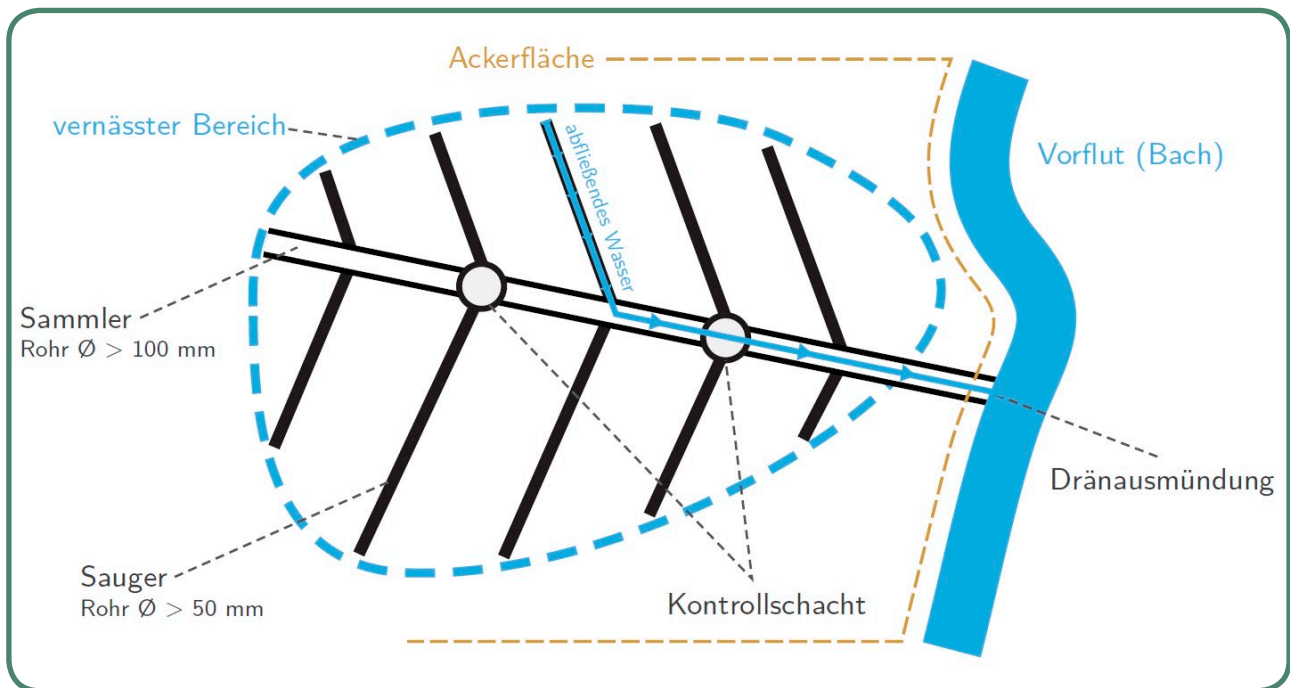 Ackerfläche
vernässter Bereich
abfließendes Wasser
Vorflut (Bach)
Sammler
Rohr Ø > 100 mm
Dränausmündung
Sauger
Rohr Ø > 50 mm
Kontrollschacht